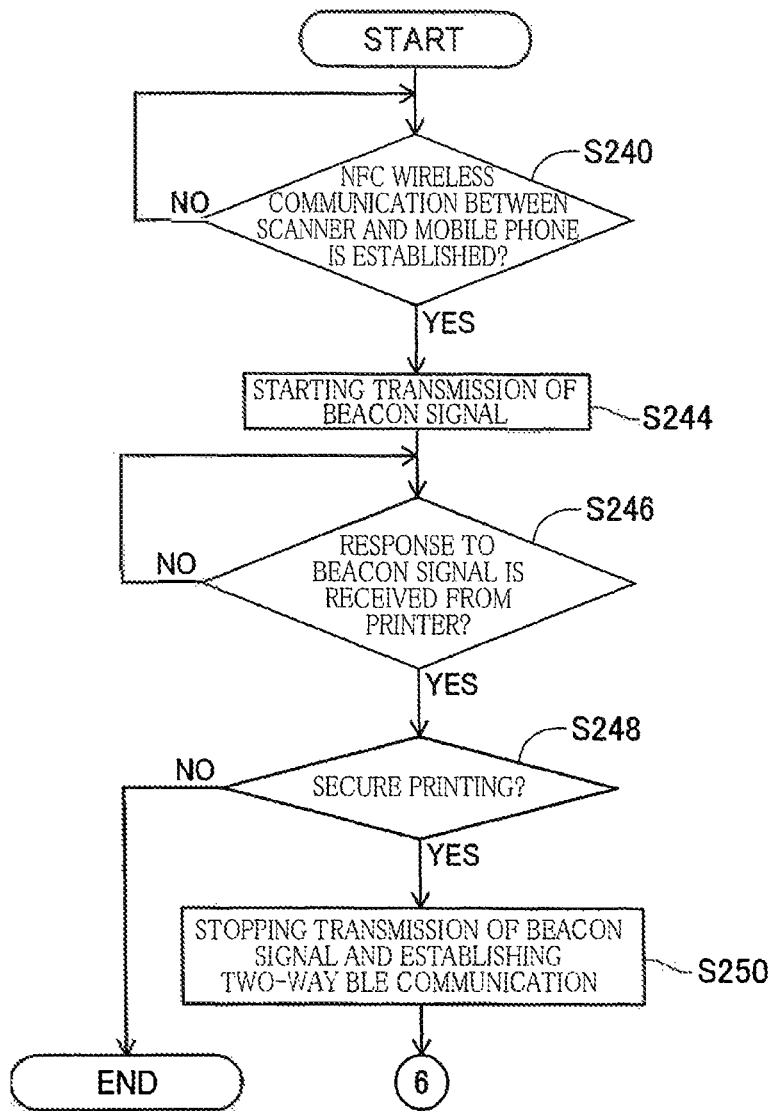 START
S240
NFC WIRELESS
COMMUNICATION BETWEEN
SCANNER AND MOBILE PHONE
IS ESTABLISHED?
NO
YES
STARTING TRANSMISSION OF
BEACON SIGNAL
S244
S246
RESPONSE TO
BEACON SIGNAL IS
RECEIVED FROM
PRINTER?
NO
YES
S248
NO
SECURE PRINTING?
YES
STOPPING TRANSMISSION OF BEACON
SIGNAL AND ESTABLISHING
TWO-WAY BLE COMMUNICATION
S250
END
6